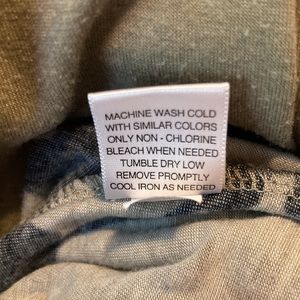 MACHINE WASH COLD
WITH SIMILAR COLORS
ONLY NON - CHLORINE
BLEACH WHEN NEEDED
TUMBLE DRY LOW
REMOVE PROMPTLY
COOL IRON AS NEEDED